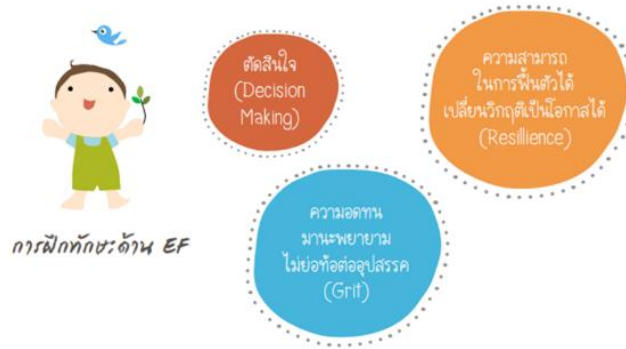 ตัดสินใจ
(Decision
Making)
ความสามารถ
ในการฟื้นตัวได้
เปลี่ยนวิกฤติเป็นโอกาสได้
(Resillience)
การฝึกทักษะด้าน EF
ความอดทน
มานะพยายาม
ไม่ย่อท้อต่ออุปสรรค
(Grit)